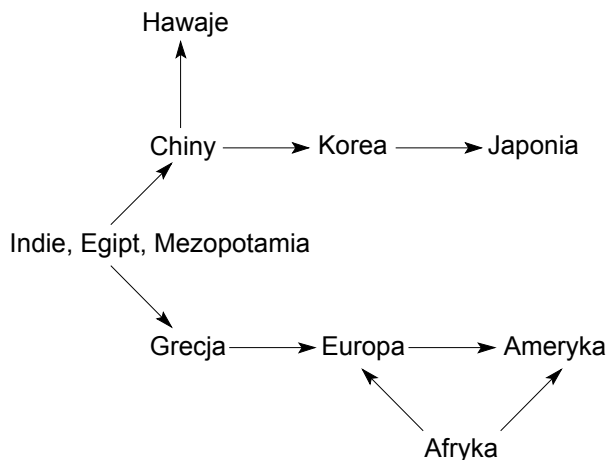 Hawaje
Chiny Korea Japonia
Indie, Egipt, Mezopotamia
Grecja Europa Ameryka
Afryka